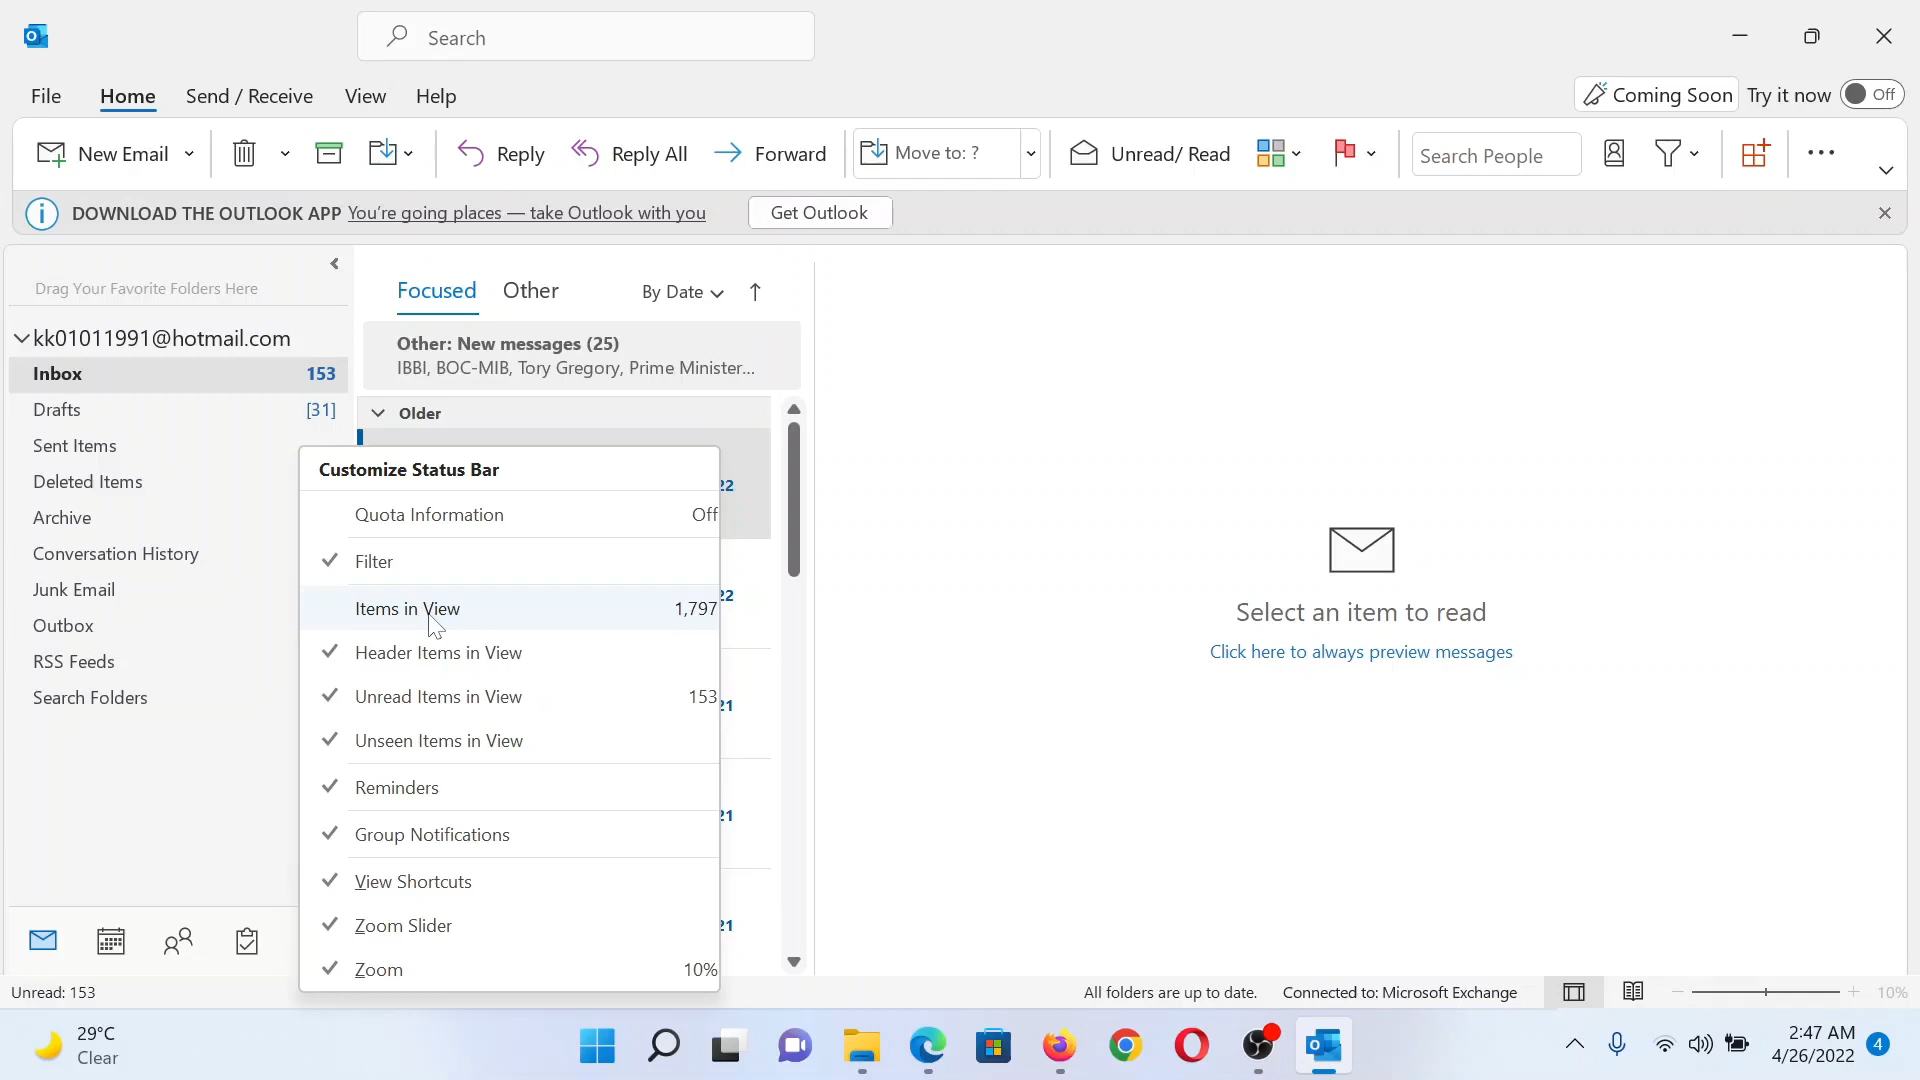 Search
File Home Send / Receive View Help
Coming Soon Try it now Off
New Email Reply Reply All Forward Move to: ? Unread/ Read Search People
DOWNLOAD THE OUTLOOK APP You're going places — take Outlook with you Get Outlook
Drag Your Favorite Folders Here
Focused Other By Date
kk01011991@hotmail.com
Other: New messages (25)
IBBI, BOC-MIB, Tory Gregory, Prime Minister...
Inbox 153
Drafts [31]
Older
Sent Items
Deleted Items
Archive
Conversation History
Junk Email
Outbox
RSS Feeds
Search Folders
Customize Status Bar
Quota Information Off
Filter
Items in View 1,797
Header Items in View
Unread Items in View 153
Unseen Items in View
Reminders
Group Notifications
View Shortcuts
Zoom Slider
Zoom 10%
22
22
21
21
21
Select an item to read
Click here to always preview messages
Unread: 153
All folders are up to date. Connected to: Microsoft Exchange 10%
29°C
Clear
2:47 AM
4/26/2022
4